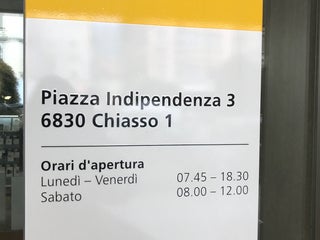 Piazza Indipendenza 3
6830 Chiasso 1
Orari d'apertura
Lunedì – Venerdì 07.45 – 18.30
Sabato 08.00 – 12.00